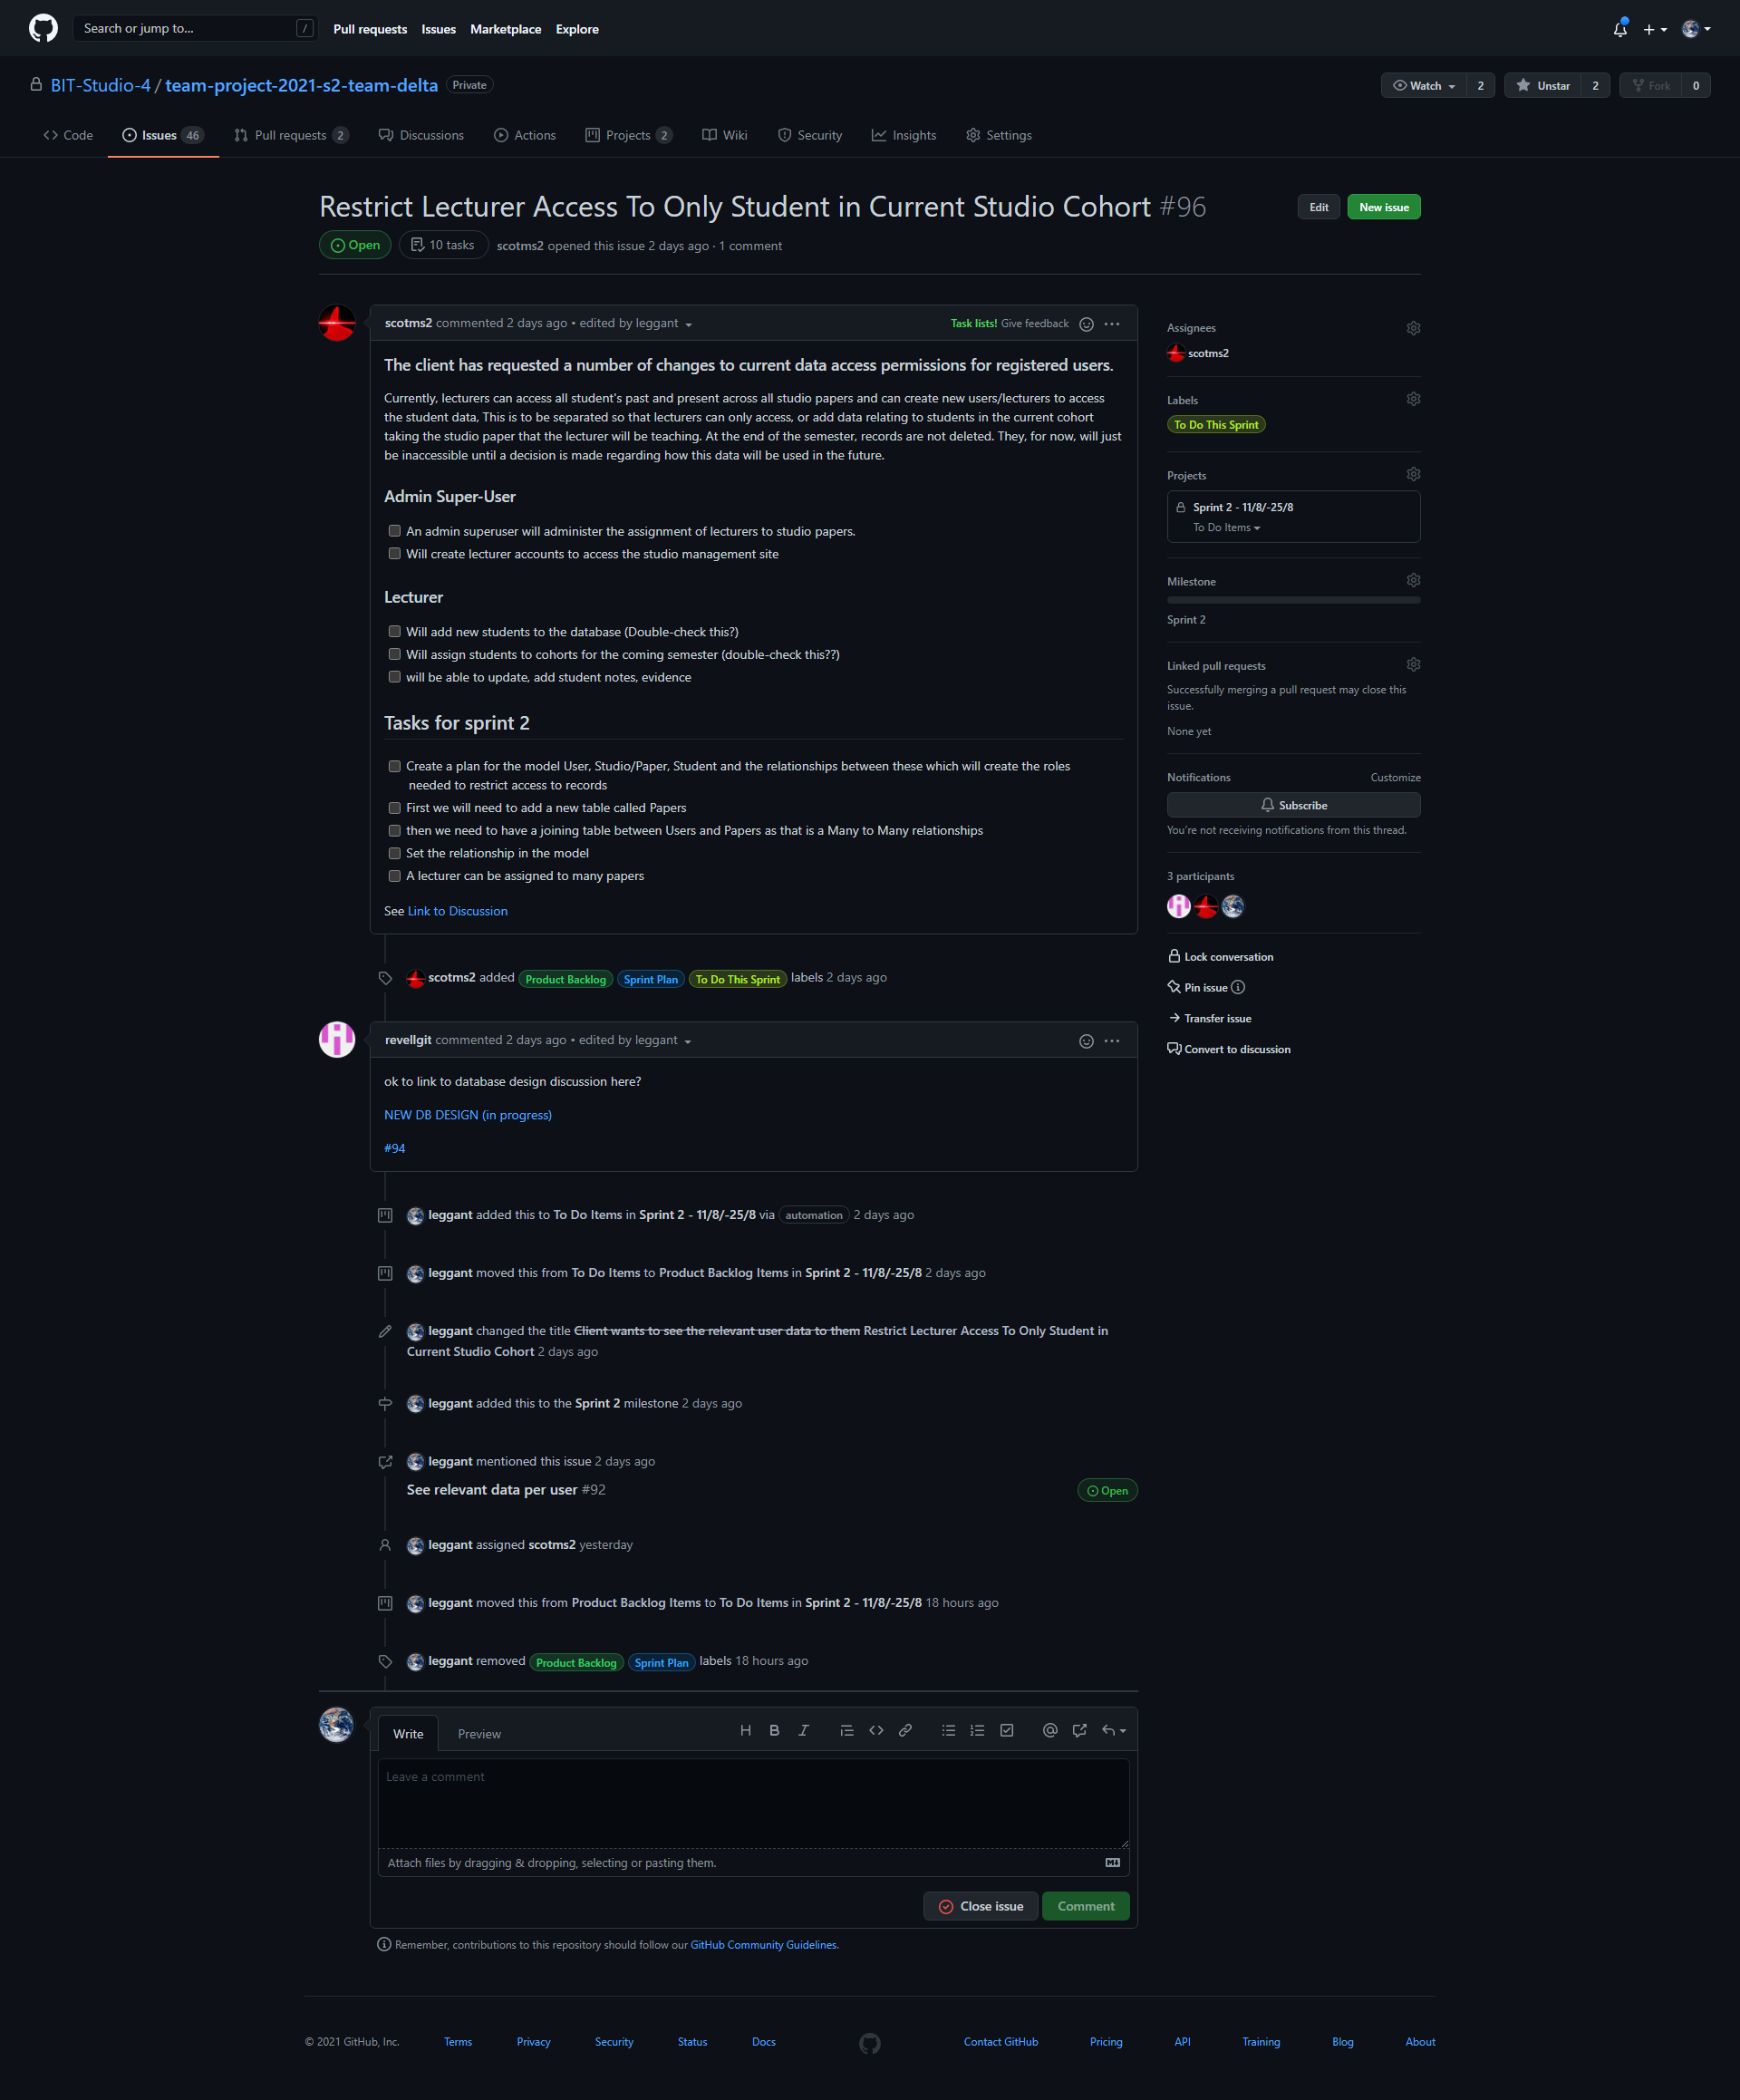 Search or jump to... / Pull requests Issues Marketplace Explore
BIT-Studio-4 / team-project-2021-s2-team-delta Private Watch 2 Unstar 2 Fork 0
Code Issues 46 Pull requests 2 Discussions Actions Projects 2 Wiki Security Insights Settings
Restrict Lecturer Access To Only Student in Current Studio Cohort #96 Edit New issue
Open 10 tasks scotms2 opened this issue 2 days ago · 1 comment
scotms2 commented 2 days ago • edited by leggant Task lists! Give feedback
The client has requested a number of changes to current data access permissions for registered users.
Currently, lecturers can access all student's past and present across all studio papers and can create new users/lecturers to access
the student data, This is to be separated so that lecturers can only access, or add data relating to students in the current cohort
taking the studio paper that the lecturer will be teaching. At the end of the semester, records are not deleted. They, for now, will just
be inaccessible until a decision is made regarding how this data will be used in the future.
Admin Super-User
An admin superuser will administer the assignment of lecturers to studio papers.
Will create lecturer accounts to access the studio management site
Lecturer
Will add new students to the database (Double-check this?)
Will assign students to cohorts for the coming semester (double-check this??)
will be able to update, add student notes, evidence
Tasks for sprint 2
Create a plan for the model User, Studio/Paper, Student and the relationships between these which will create the roles
needed to restrict access to records
First we will need to add a new table called Papers
then we need to have a joining table between Users and Papers as that is a Many to Many relationships
Set the relationship in the model
A lecturer can be assigned to many papers
See Link to Discussion
scotms2 added Product Backlog Sprint Plan To Do This Sprint labels 2 days ago
revellgit commented 2 days ago • edited by leggant
ok to link to database design discussion here?
NEW DB DESIGN (in progress)
#94
leggant added this to To Do Items in Sprint 2 - 11/8/-25/8 via automation 2 days ago
leggant moved this from To Do Items to Product Backlog Items in Sprint 2 - 11/8/-25/8 2 days ago
leggant changed the title Client wants to see the relevant user data to them Restrict Lecturer Access To Only Student in
Current Studio Cohort 2 days ago
leggant added this to the Sprint 2 milestone 2 days ago
leggant mentioned this issue 2 days ago
See relevant data per user #92 Open
leggant assigned scotms2 yesterday
leggant moved this from Product Backlog Items to To Do Items in Sprint 2 - 11/8/-25/8 18 hours ago
leggant removed Product Backlog Sprint Plan labels 18 hours ago
Write Preview H B I
Leave a comment
Attach files by dragging & dropping, selecting or pasting them.
Close issue Comment
Remember, contributions to this repository should follow our GitHub Community Guidelines.
Assignees
scotms2
Labels
To Do This Sprint
Projects
Sprint 2 - 11/8/-25/8
To Do Items
Milestone
Sprint 2
Linked pull requests
Successfully merging a pull request may close this
issue.
None yet
Notifications Customize
Subscribe
You're not receiving notifications from this thread.
3 participants
Lock conversation
Pin issue
Transfer issue
Convert to discussion
© 2021 GitHub, Inc. Terms Privacy Security Status Docs Contact GitHub Pricing API Training Blog About